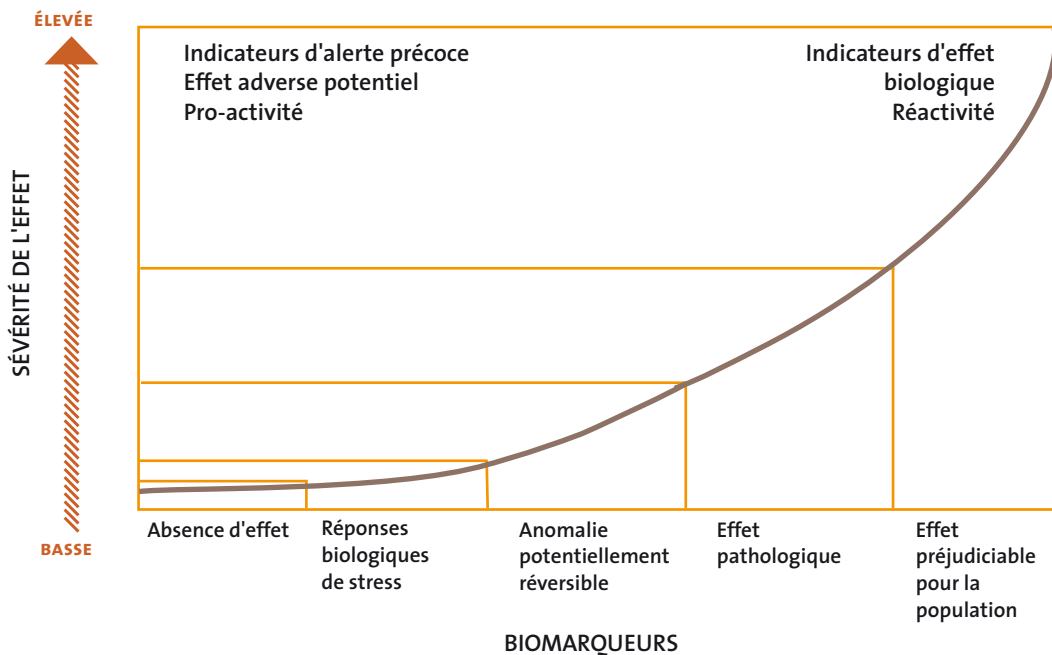 ÉLEVÉE
Indicateurs d'alerte précoce
Effet adverse potentiel
Pro-activité
Indicateurs d'effet
biologique
Réactivité
SÉVÉRITÉ DE L'EFFET
BASSE
Absence d'effet
Réponses
biologiques
de stress
Anomalie
potentiellement
réversible
Effet
pathologique
Effet
préjudiciable
pour la
population
BIOMARQUEURS